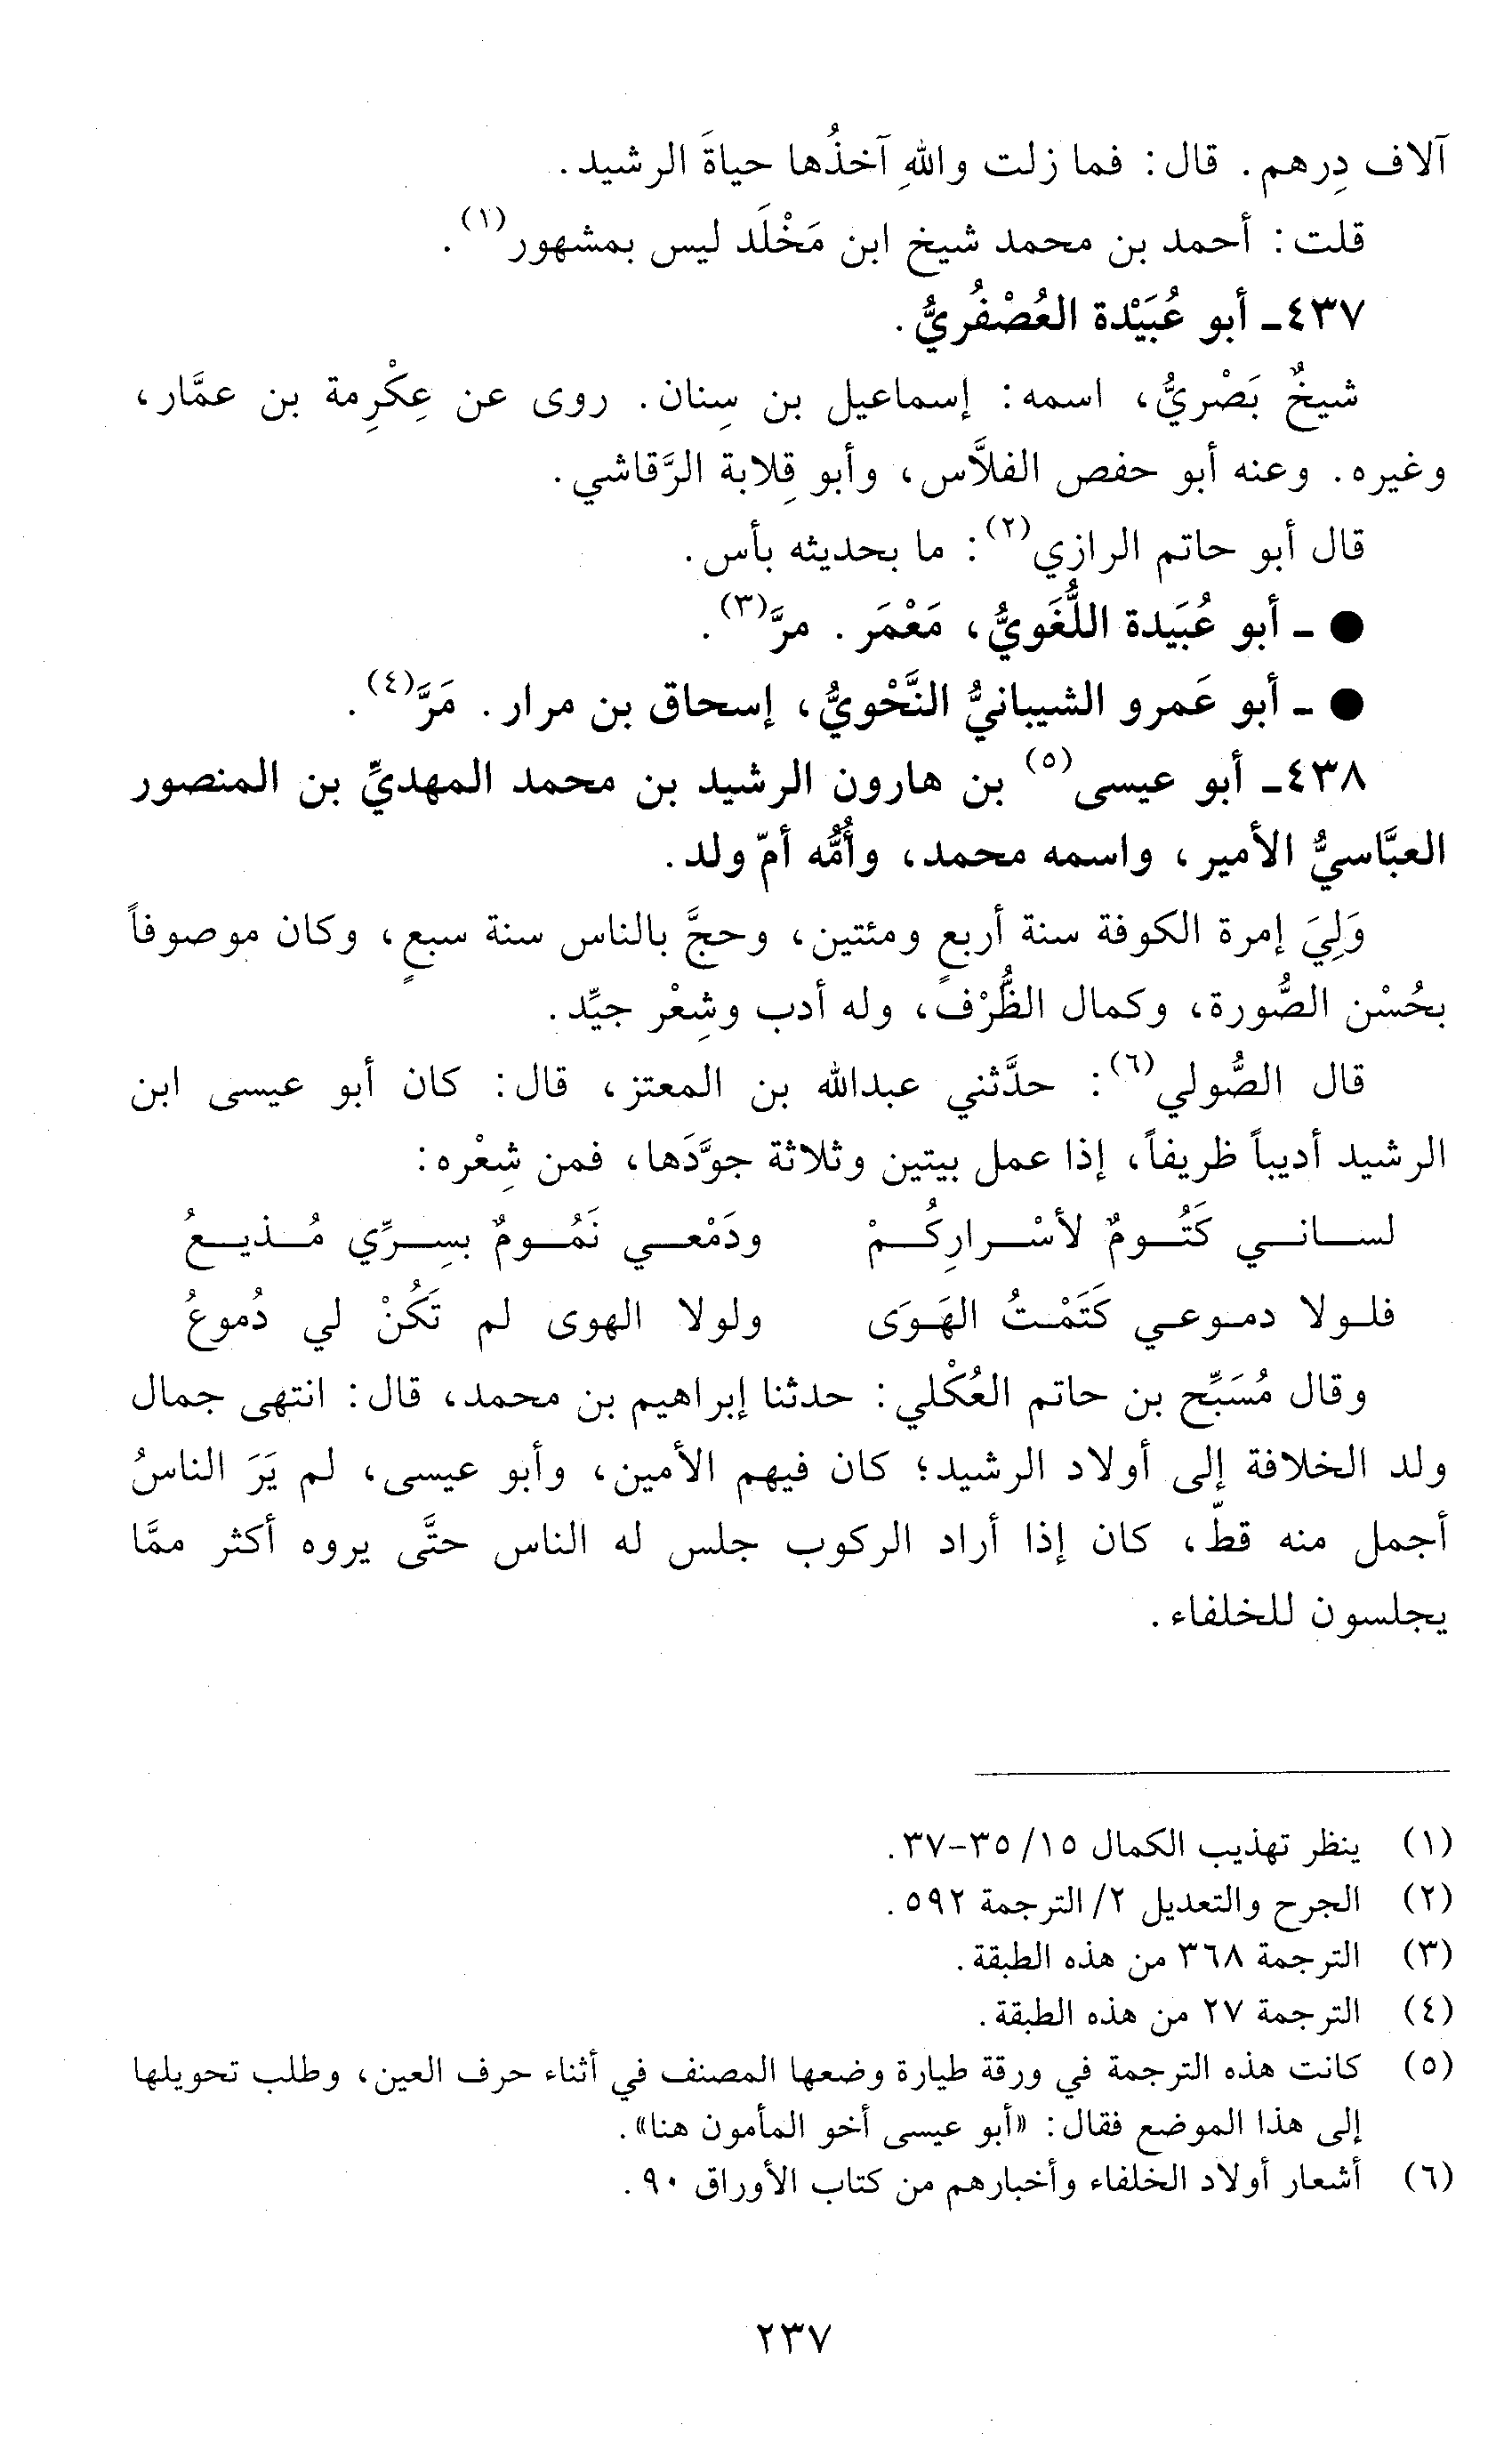 آلاف دِرهم. قال: فما زلت واللهِ آخذُها حياةَ الرشيد.
قلت: أحمد بن محمد شيخ ابن مَخْلَد ليس بمشهور(١).
٤٣٧- أبو عُبَيْدة العُصْفُريُّ.
شيخٌ بَصْريُّ، اسمه: إسماعيل بن سِنان. روى عن عِكْرِمة بن عمَّار،
وغيره. وعنه أبو حفص الفلاَّس، وأبو قِلابة الرَّقاشي.
قال أبو حاتم الرازي(٢): ما بحديثه بأس.
● - أبو عُبَيدة اللُّغَويُّ، مَعْمَر. مرَّ(٣).
● - أبو عَمرو الشيبانيُّ النَّحْويُّ، إسحاق بن مرار. مَرَّ(٤).
٤٣٨- أبو عيسى(٥) بن هارون الرشيد بن محمد المهديِّ بن المنصور
العبَّاسيُّ الأمير، واسمه محمد، وأُمُّه أمّ ولد.
وَلِيَ إمرة الكوفة سنة أربعٍ ومئتين، وحجَّ بالناس سنة سبعٍ، وكان موصوفاً
بحُسْن الصُّورة، وكمال الظُّرْف، وله أدب وشِعْر جيِّد.
قال الصُّولي(٦): حدَّثني عبدالله بن المعتز، قال: كان أبو عيسى ابن
الرشيد أديباً ظريفاً، إذا عمل بيتين وثلاثة جوَّدَها، فمن شِعْره:
لساني كَتُومٌ لأسْرارِكُمْ ودَمْعي نَمُومٌ بسِرِّي مُذيعُ
فلولا دموعي كَتَمْتُ الهَوَى ولولا الهوى لم تَكُنْ لي دُموعُ
وقال مُسَبِّح بن حاتم العُكْلي: حدثنا إبراهيم بن محمد، قال: انتهى جمال
ولد الخلافة إلى أولاد الرشيد؛ كان فيهم الأمين، وأبو عيسى، لم يَرَ الناسُ
أجمل منه قطّ، كان إذا أراد الركوب جلس له الناس حتَّى يروه أكثر ممَّا
يجلسون للخلفاء.
(١) ينظر تهذيب الكمال ١٥/ ٣٥-٣٧.
(٢) الجرح والتعديل ٢/ الترجمة ٥٩٢.
(٣) الترجمة ٣٦٨ من هذه الطبقة.
(٤) الترجمة ٢٧ من هذه الطبقة.
(٥) كانت هذه الترجمة في ورقة طيارة وضعها المصنف في أثناء حرف العين، وطلب تحويلها
إلى هذا الموضع فقال: «أبو عيسى أخو المأمون هنا».
(٦) أشعار أولاد الخلفاء وأخبارهم من كتاب الأوراق ٩٠.
٢٣٧